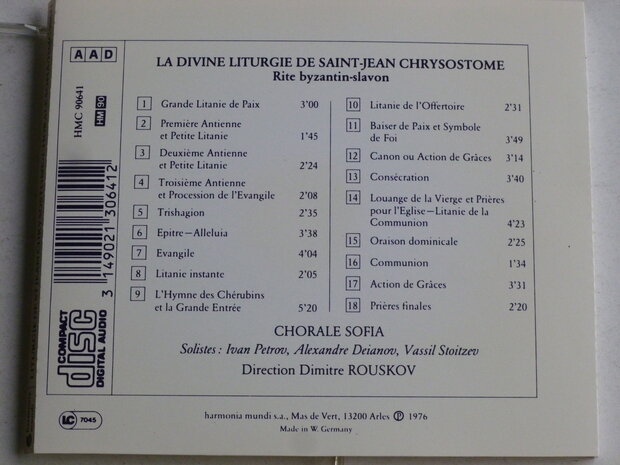 AAD
HMC 90641
HM 90
3 149021 306412
COMPACT
disc
DIGITAL AUDIO
LA DIVINE LITURGIE DE SAINT-JEAN CHRYSOSTOME
Rite byzantin-slavon
1 Grande Litanie de Paix 3'00
2 Première Antienne
et Petite Litanie 1'45
3 Deuxième Antienne
et Petite Litanie 2'24
4 Troisième Antienne
et Procession de l'Evangile 2'08
5 Trishagion 2'35
6 Epitre—Alleluia 3'38
7 Evangile 4'04
8 Litanie instante 2'05
9 L'Hymne des Chérubins
et la Grande Entrée 5'20
10 Litanie de l'Offertoire 2'31
11 Baiser de Paix et Symbole
de Foi 3'49
12 Canon ou Action de Grâces 3'14
13 Consécration 3'40
14 Louange de la Vierge et Prières
pour l'Eglise—Litanie de la
Communion 4'23
15 Oraison dominicale 2'25
16 Communion 1'34
17 Action de Grâces 3'31
18 Prières finales 2'20
CHORALE SOFIA
Solistes : Ivan Petrov, Alexandre Deianov, Vassil Stoitzev
Direction Dimitre ROUSKOV
LC 7045
harmonia mundi s.a., Mas de Vert, 13200 Arles Ⓟ 1976
Made in W. Germany